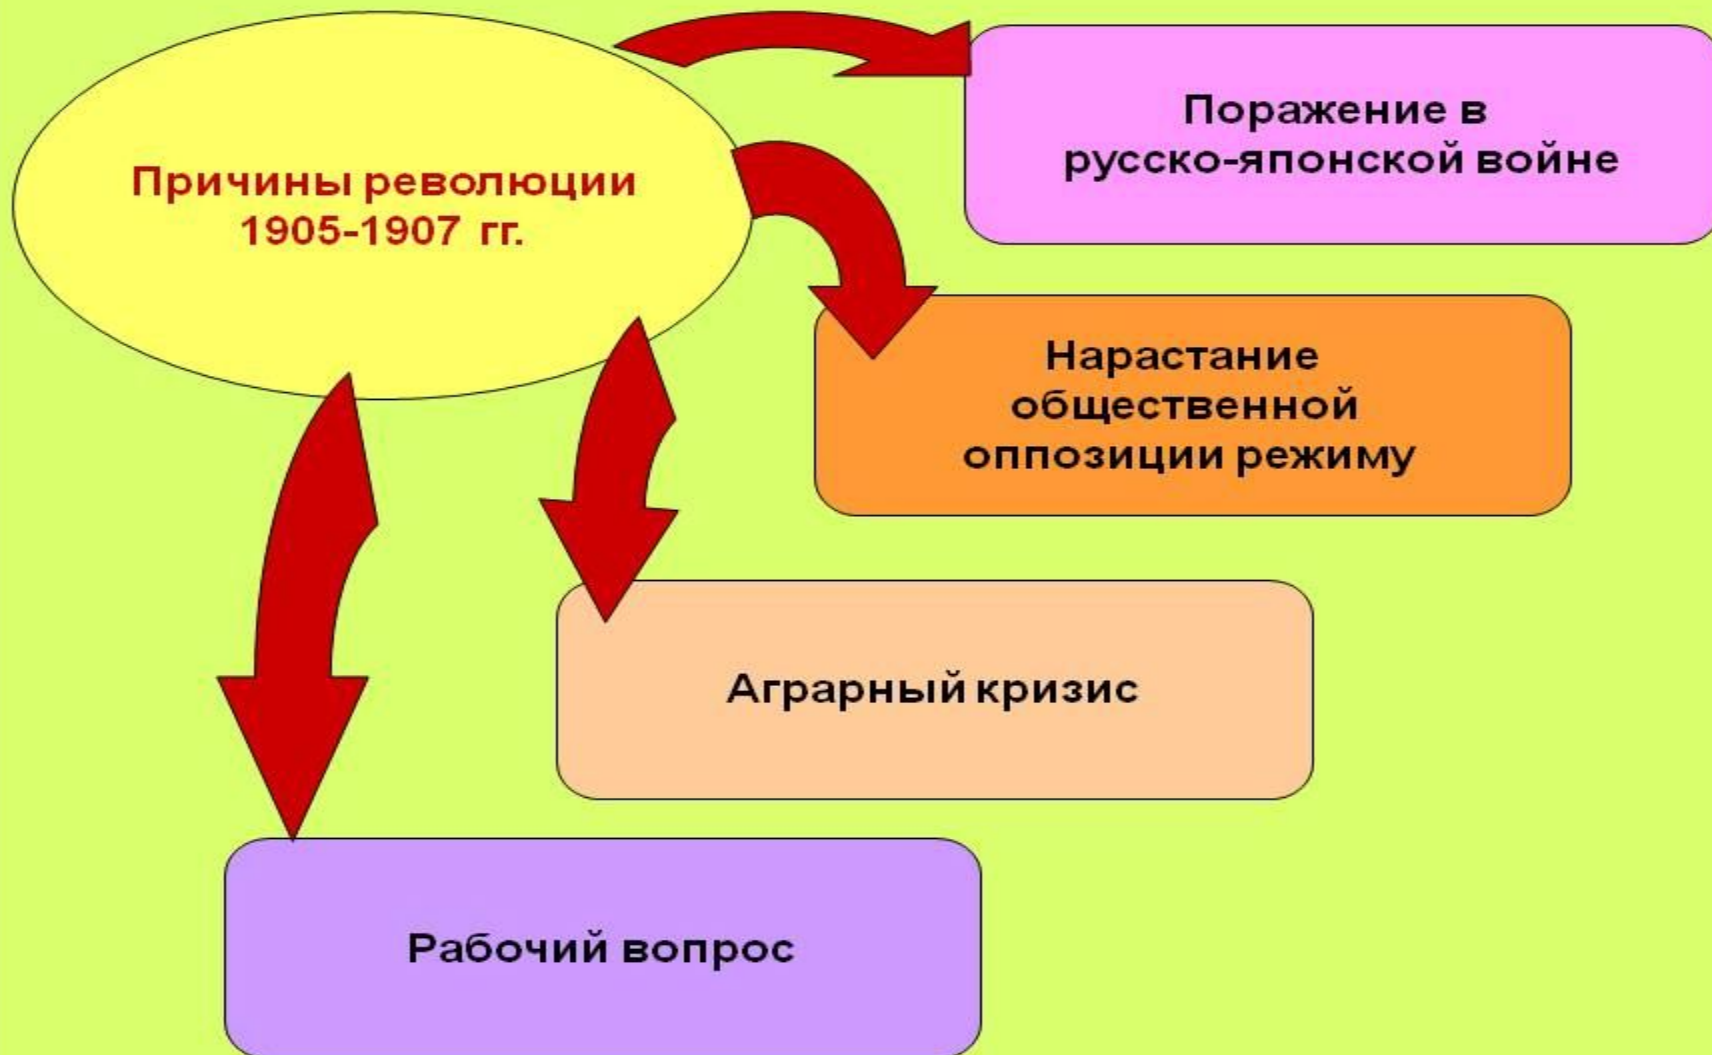 Причины революции
1905-1907 гг.
Поражение в
русско-японской войне
Нарастание
общественной
оппозиции режиму
Аграрный кризис
Рабочий вопрос